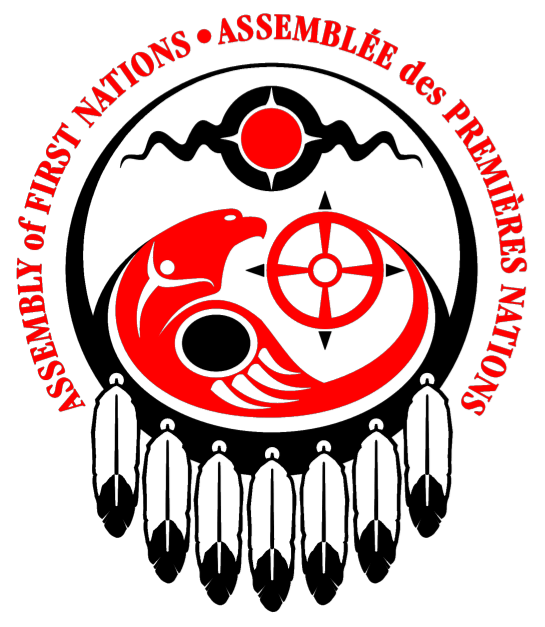 ASSEMBLY of FIRST NATIONS • ASSEMBLÉE des PREMIÈRES NATIONS